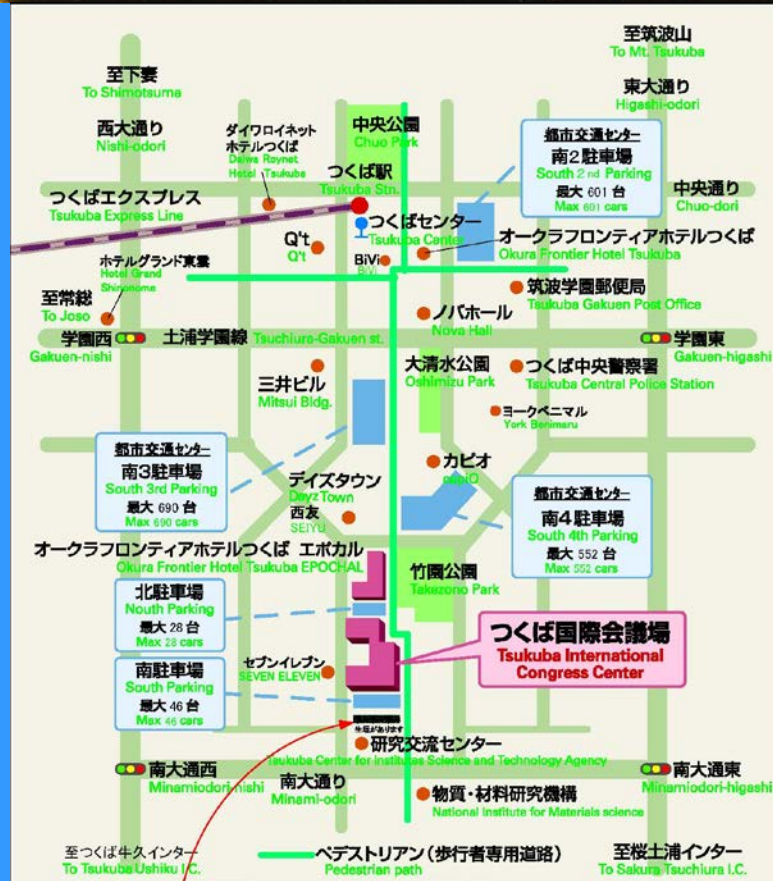 至筑波山
To Mt. Tsukuba
至下妻
To Shimotsuma
東大通り
Higashi-odori
西大通り
Nishi-odori
ダイワロイネット
ホテルつくば
Daiwa Roynet
Hotel Tsukuba
中央公園
Chuo Park
都市交通センター
南2駐車場
South 2nd Parking
最大 601 台
Max 601 cars
つくば駅
Tsukuba Stn.
中央通り
Chuo-dori
つくばエクスプレス
Tsukuba Express Line
つくばセンター
Tsukuba Center
Q't
Q't
BiVi
BiVi
オークラフロンティアホテルつくば
Okura Frontier Hotel Tsukuba
ホテルグランド東雲
Hotel Grand
Shinonome
筑波学園郵便局
Tsukuba Gakuen Post Office
至常総
To Joso
ノバホール
Nova Hall
学園西
Gakuen-nishi
土浦学園線 Tsuchiura-Gakuen st.
学園東
Gakuen-higashi
三井ビル
Mitsui Bldg.
大清水公園
Oshimizu Park
つくば中央警察署
Tsukuba Central Police Station
ヨークベニマル
York Benimaru
都市交通センター
南3駐車場
South 3rd Parking
最大 690 台
Max 690 cars
カピオ
capiO
デイズタウン
Dayz Town
西友
SEIYU
都市交通センター
南4駐車場
South 4th Parking
最大 552 台
Max 552 cars
オークラフロンティアホテルつくば エポカル
Okura Frontier Hotel Tsukuba EPOCHAL
竹園公園
Takezono Park
北駐車場
Nouth Parking
最大 28 台
Max 28 cars
つくば国際会議場
Tsukuba International
Congress Center
南駐車場
South Parking
最大 46 台
Max 46 cars
セブンイレブン
SEVEN ELEVEN
生垣があります
研究交流センター
Tsukuba Center for Institutes Science and Technology Agency
南大通西
Minamiodori-nishi
南大通り
Minami-odori
南大通東
Minamiodori-higashi
物質・材料研究機構
National Institute for Materials science
至つくば牛久インター
To Tsukuba Ushiku I.C.
ペデストリアン(歩行者専用道路)
Pedestrian path
至桜土浦インター
To Sakura Tsuchiura I.C.